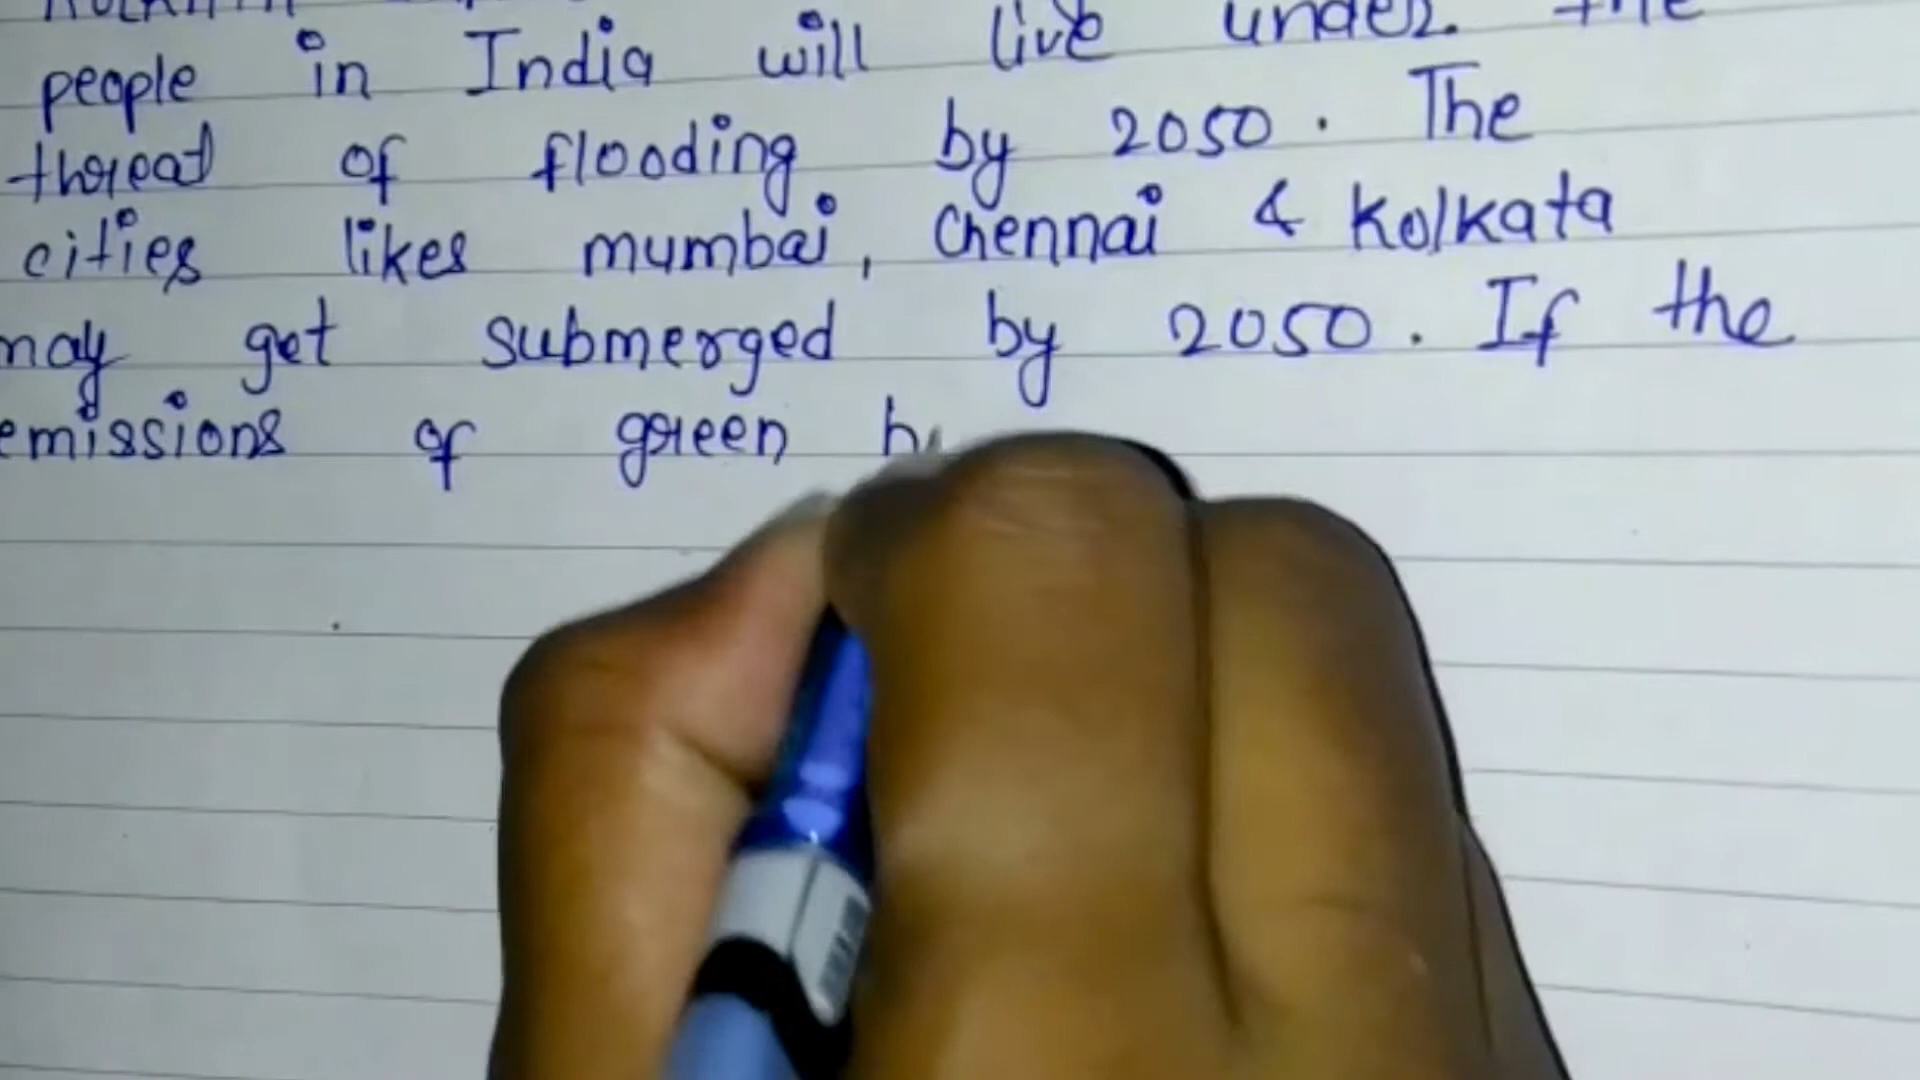 people in India will live under the
threat of flooding by 2050. The
cities likes mumbai, Chennai & Kolkata
may get submerged by 2050. If the
emissions of green